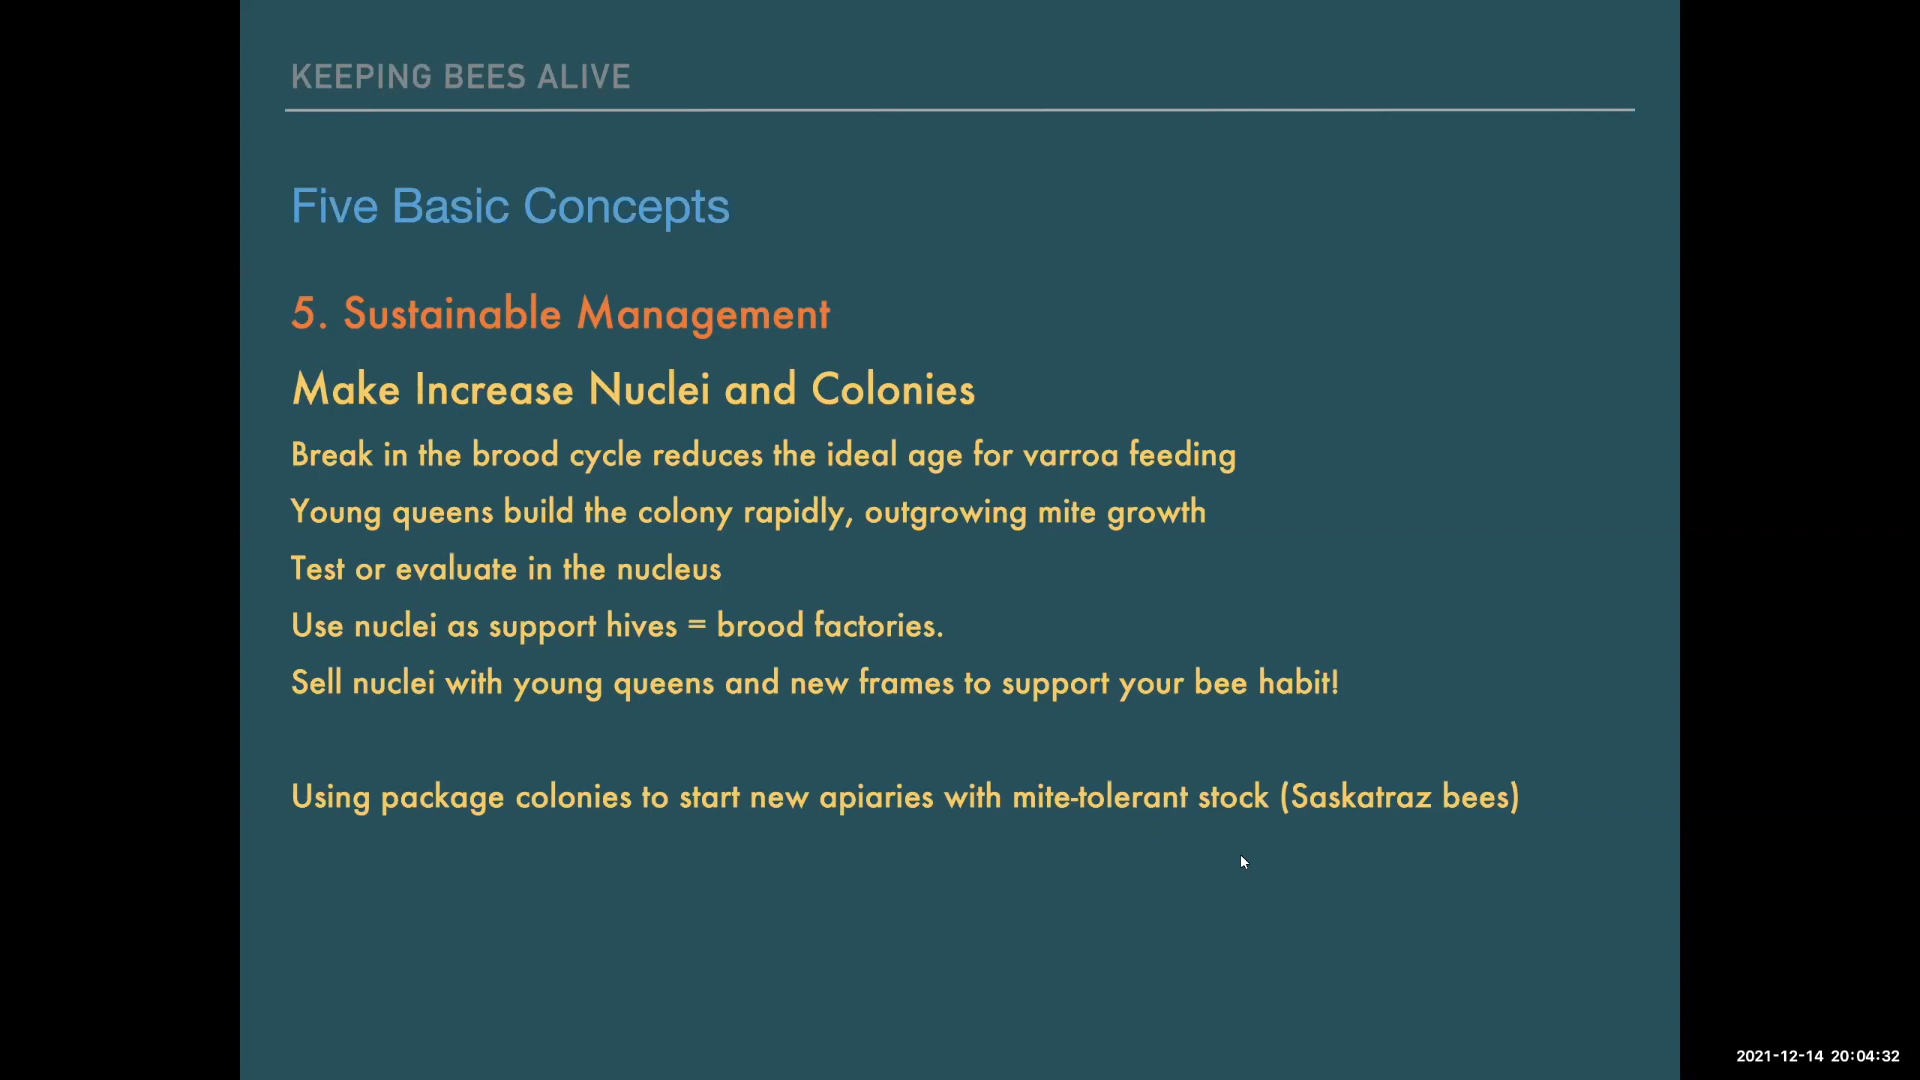 KEEPING BEES ALIVE
Five Basic Concepts
5. Sustainable Management
Make Increase Nuclei and Colonies
Break in the brood cycle reduces the ideal age for varroa feeding
Young queens build the colony rapidly, outgrowing mite growth
Test or evaluate in the nucleus
Use nuclei as support hives = brood factories.
Sell nuclei with young queens and new frames to support your bee habit!
Using package colonies to start new apiaries with mite-tolerant stock (Saskatraz bees)
2021-12-14 20:04:32